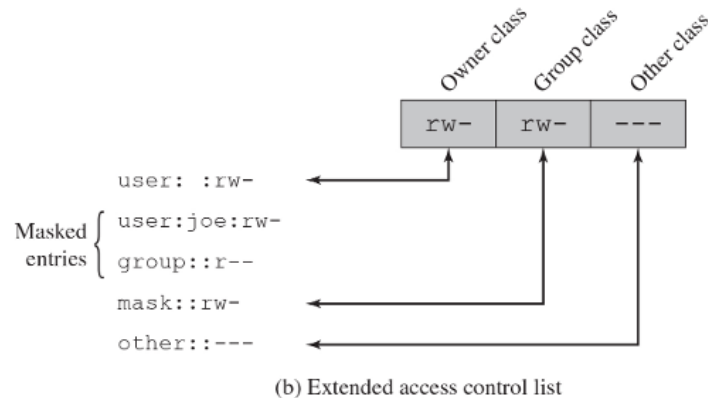 Owner class
Group class
Other class
rw-
rw-
---
user: :rw-
Masked
entries
user:joe:rw-
group::r--
mask::rw-
other::---
(b) Extended access control list